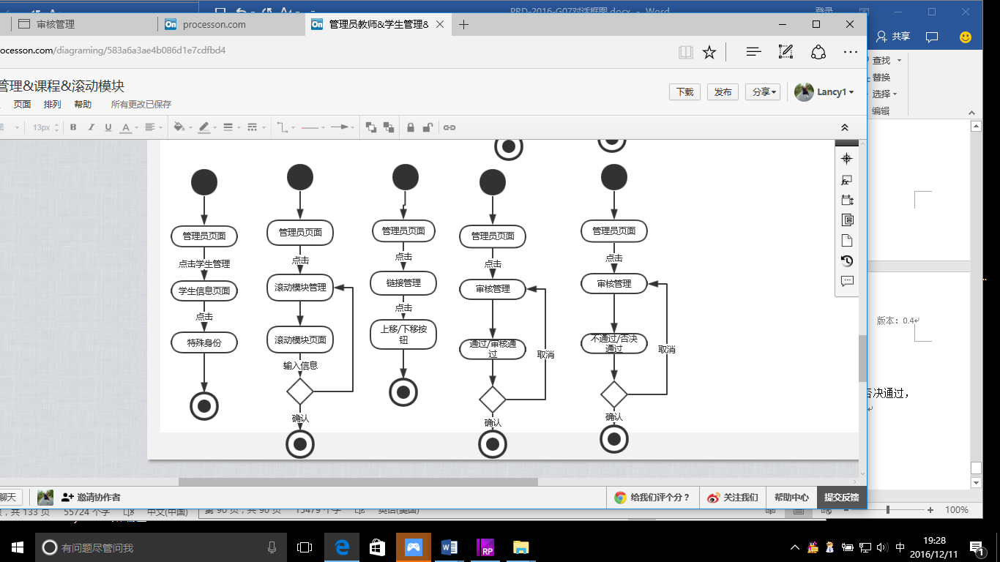 PRD-2016-G07对话框图.docx - Word
登录
审核管理
processon.com
管理员教师&学生管理&
共享
ocesson.com/diagraming/583a6a3ae4b086d1e7cdfbd4
查找
替换
选择
编辑
管理&课程&滚动模块
下载
发布
分享
Lancy1
页面
排列
帮助
所有更改已保存
13px
B
I
U
A
管理员页面
点击学生管理
学生信息页面
点击
特殊身份
管理员页面
点击
滚动模块管理
滚动模块页面
输入信息
确认
管理员页面
点击
链接管理
点击
上移/下移按
钮
管理员页面
点击
审核管理
通过/审核通
过
取消
确认
管理员页面
点击
审核管理
不通过/否决
通过
取消
确认
版本：0.4
否决通过，
聊天
邀请协作者
给我们评个分？
关注我们
帮助中心
提交反馈
共 133 页
55724 个字
中文(中国)
第 90 页，共 90 页
15479 个字
英语(美国)
100%
有问题尽管问我
RP
中
19:28
2016/12/11
1